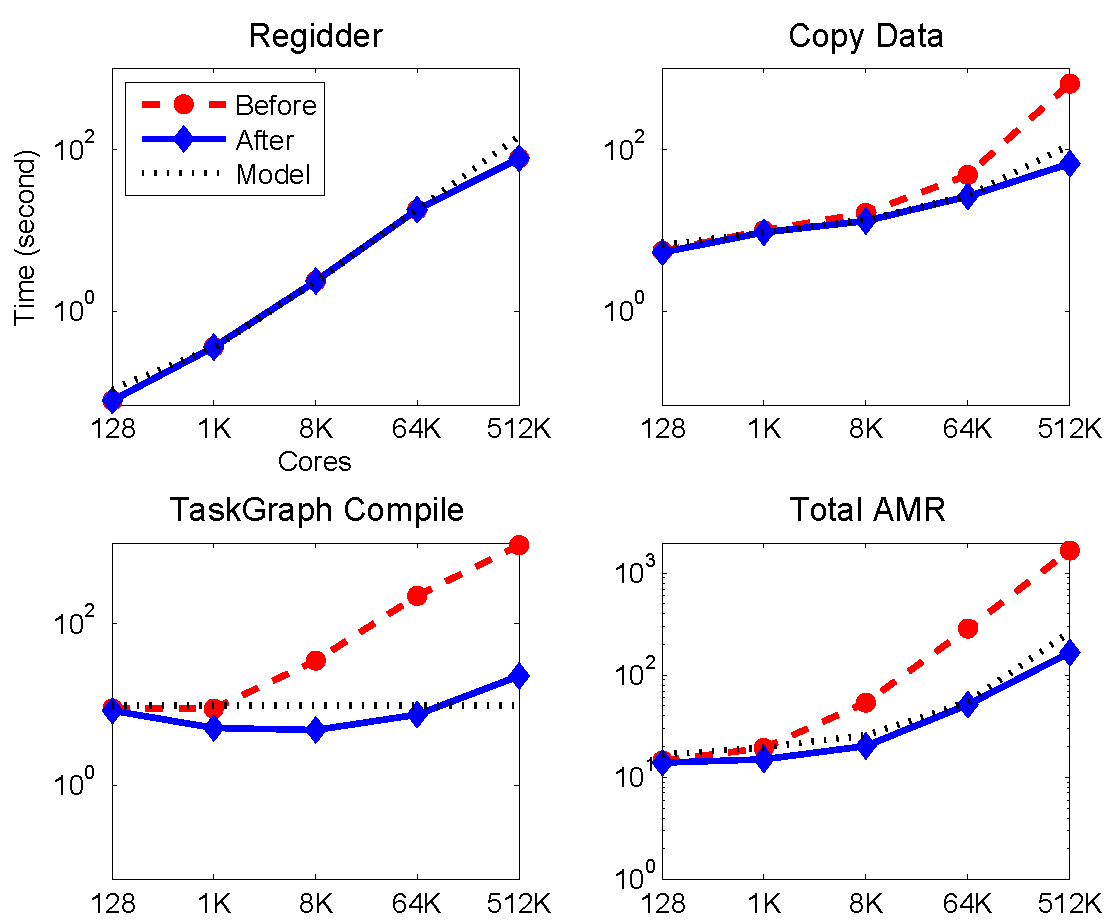 Regidder
Before
After
Model
Time (second)
10^2
10^0
128 1K 8K 64K 512K
Cores
Copy Data
10^2
10^0
128 1K 8K 64K 512K
TaskGraph Compile
10^2
10^0
128 1K 8K 64K 512K
Total AMR
10^3
10^2
10^1
10^0
128 1K 8K 64K 512K